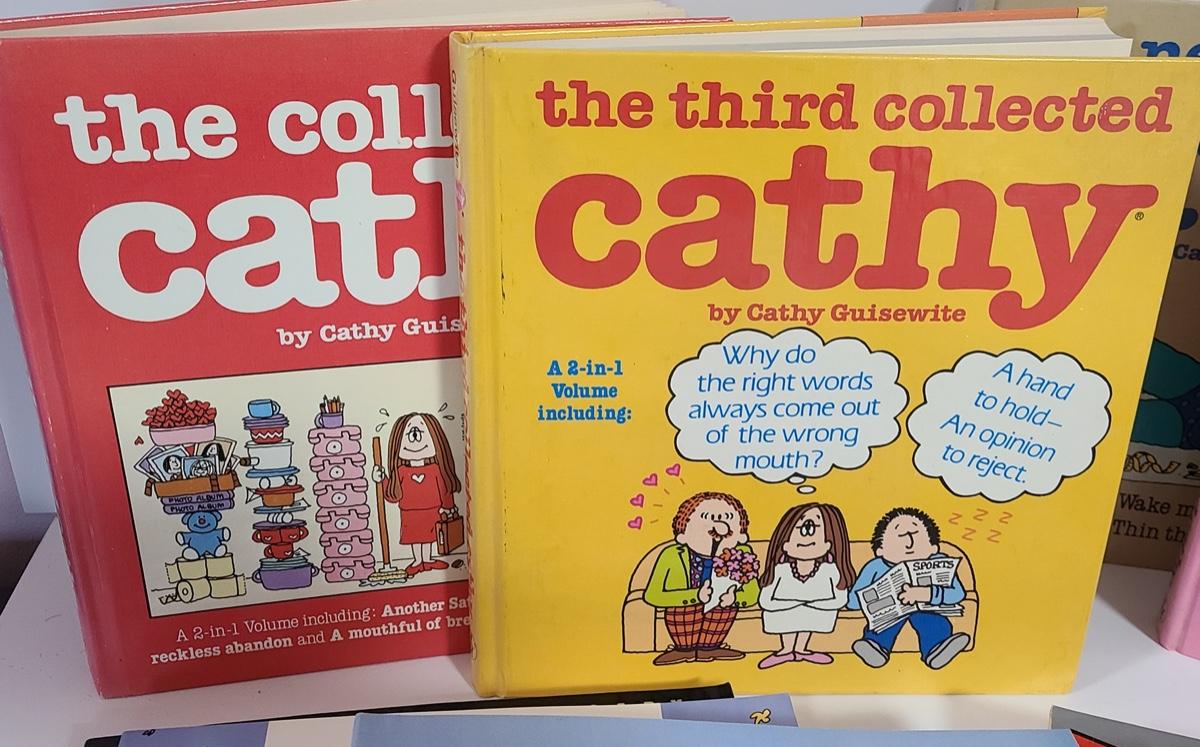 the coll
cat
by Cathy Guis
PHOTO ALBUM
PHOTO ALBUM
A 2-in-1 Volume including: Another Sa
reckless abandon and A mouthful of bre
the third collected
cathy®
by Cathy Guisewite
A 2-in-1
Volume
including:
Why do
the right words
always come out
of the wrong
mouth?
A hand
to hold–
An opinion
to reject.
z z z
z z z
SPORTS
Wake m
Thin th